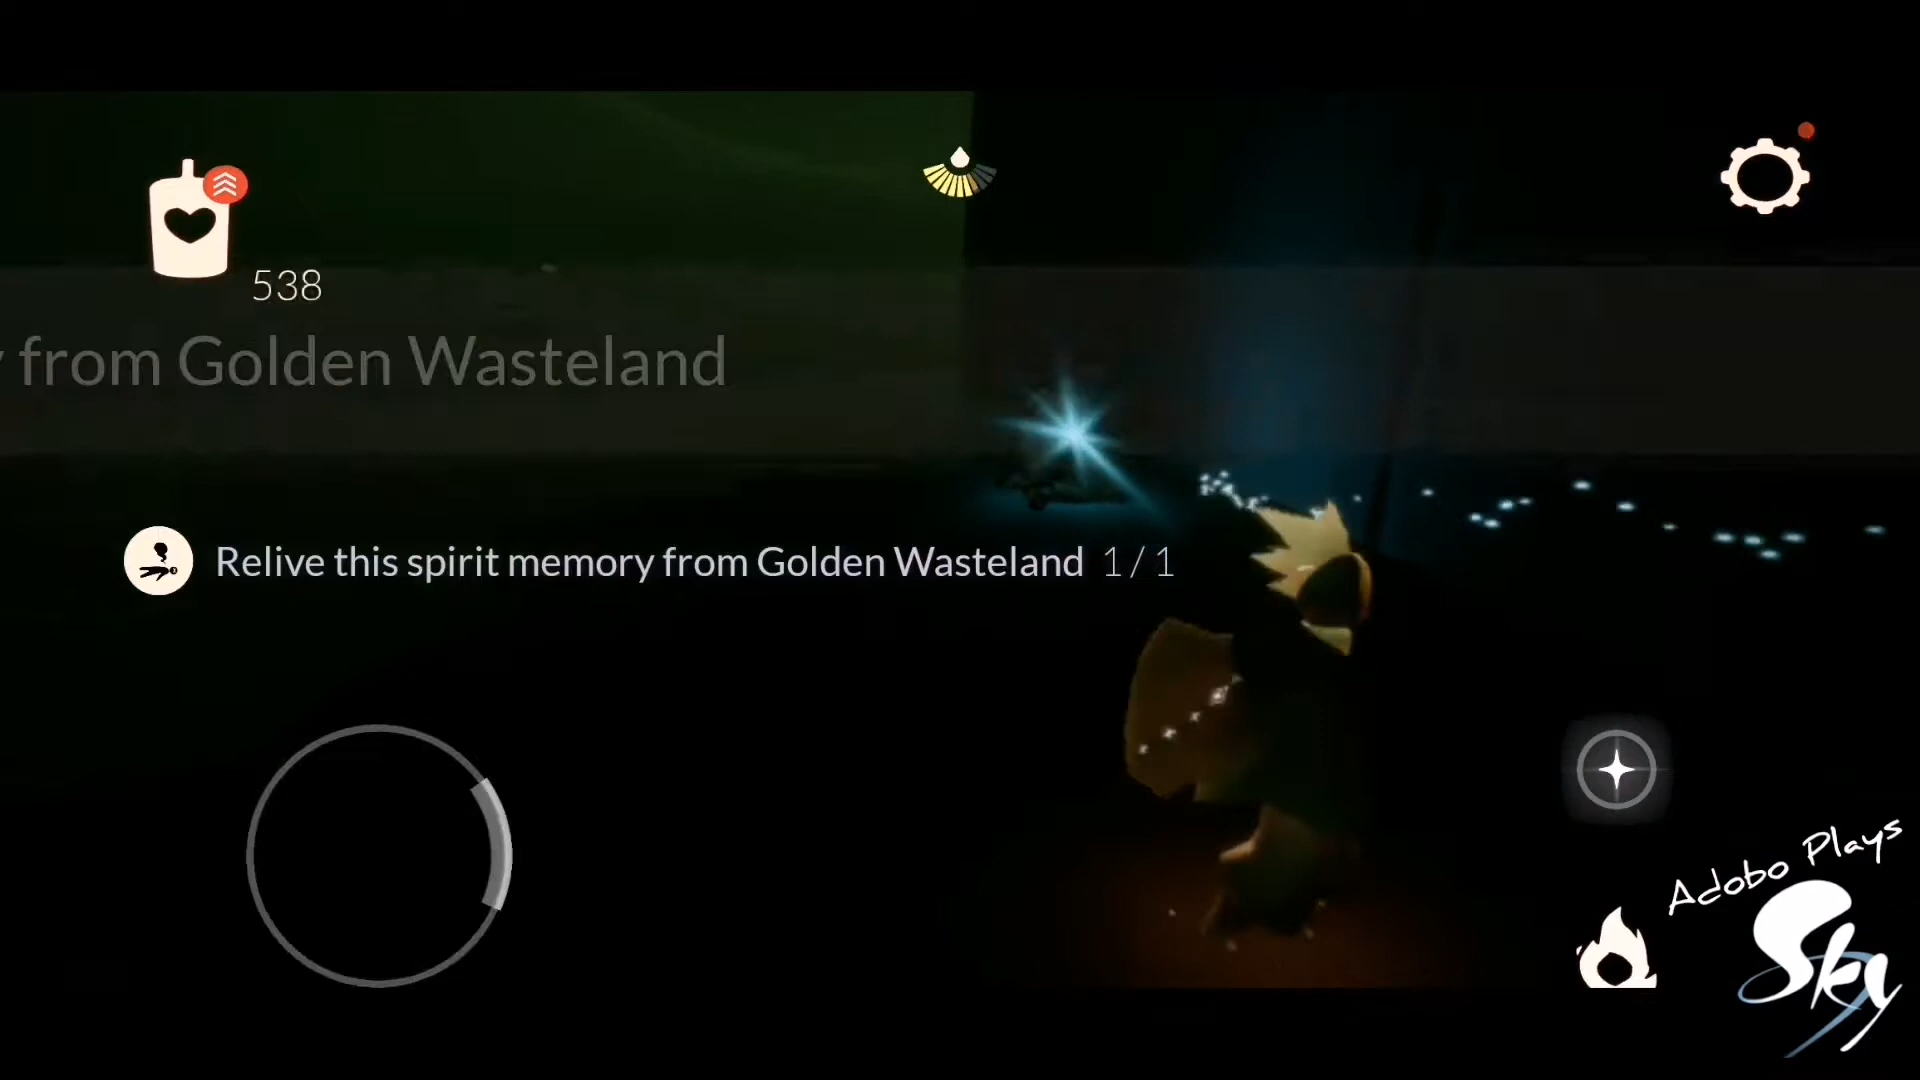 538
from Golden Wasteland
Relive this spirit memory from Golden Wasteland 1/1
Adobo Plays
Sky